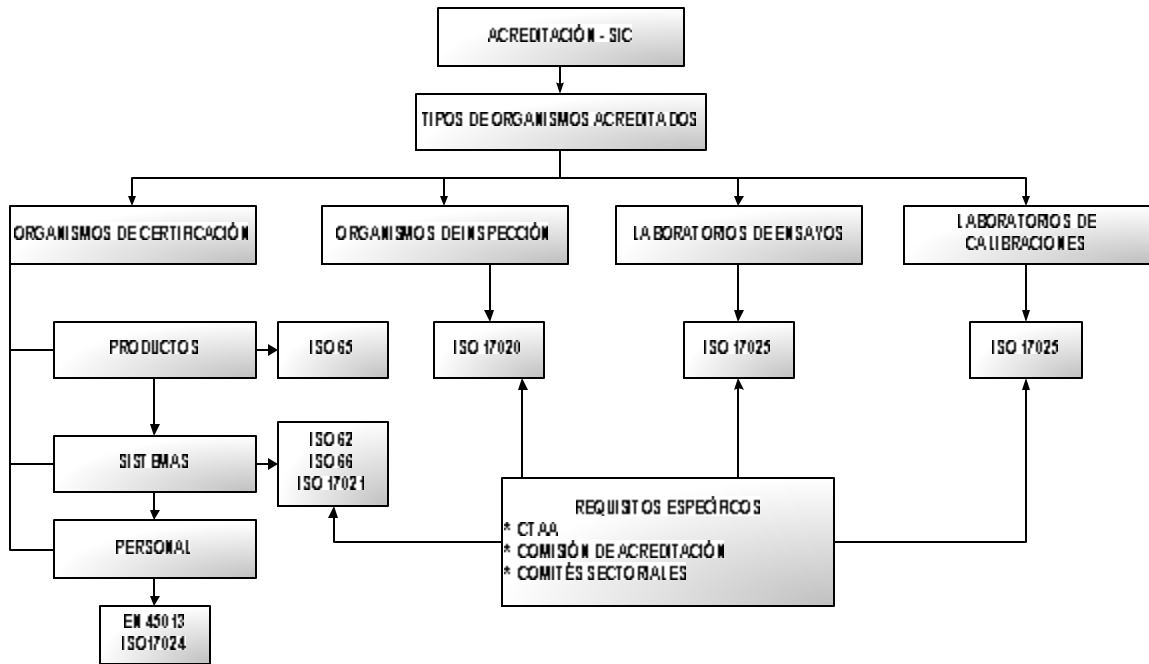 ACREDITACIÓN - SIC
TIPOS DE ORGANISMOS ACREDITADOS
ORGANISMOS DE CERTIFICACIÓN
ORGANISMOS DE INSPECCIÓN
LABORATORIOS DE ENSAYOS
LABORATORIOS DE
CALIBRACIONES
PRODUCTOS
ISO 65
ISO 17020
ISO 17025
ISO 17025
SISTEMAS
ISO 62
ISO 66
ISO 17021
PERSONAL
EN 45013
ISO17024
REQUISITOS ESPECÍFICOS
* CTAA
* COMISIÓN DE ACREDITACIÓN
* COMITÉS SECTORIALES